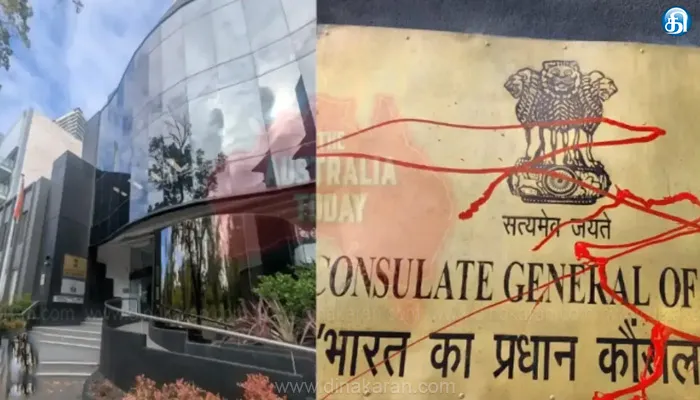 தி
THE
AUSTRALIA
TODAY
सत्यमेव जयते
CONSULATE GENERAL OF
"भारत का प्रधान कौंसल
www.dinakaran.com